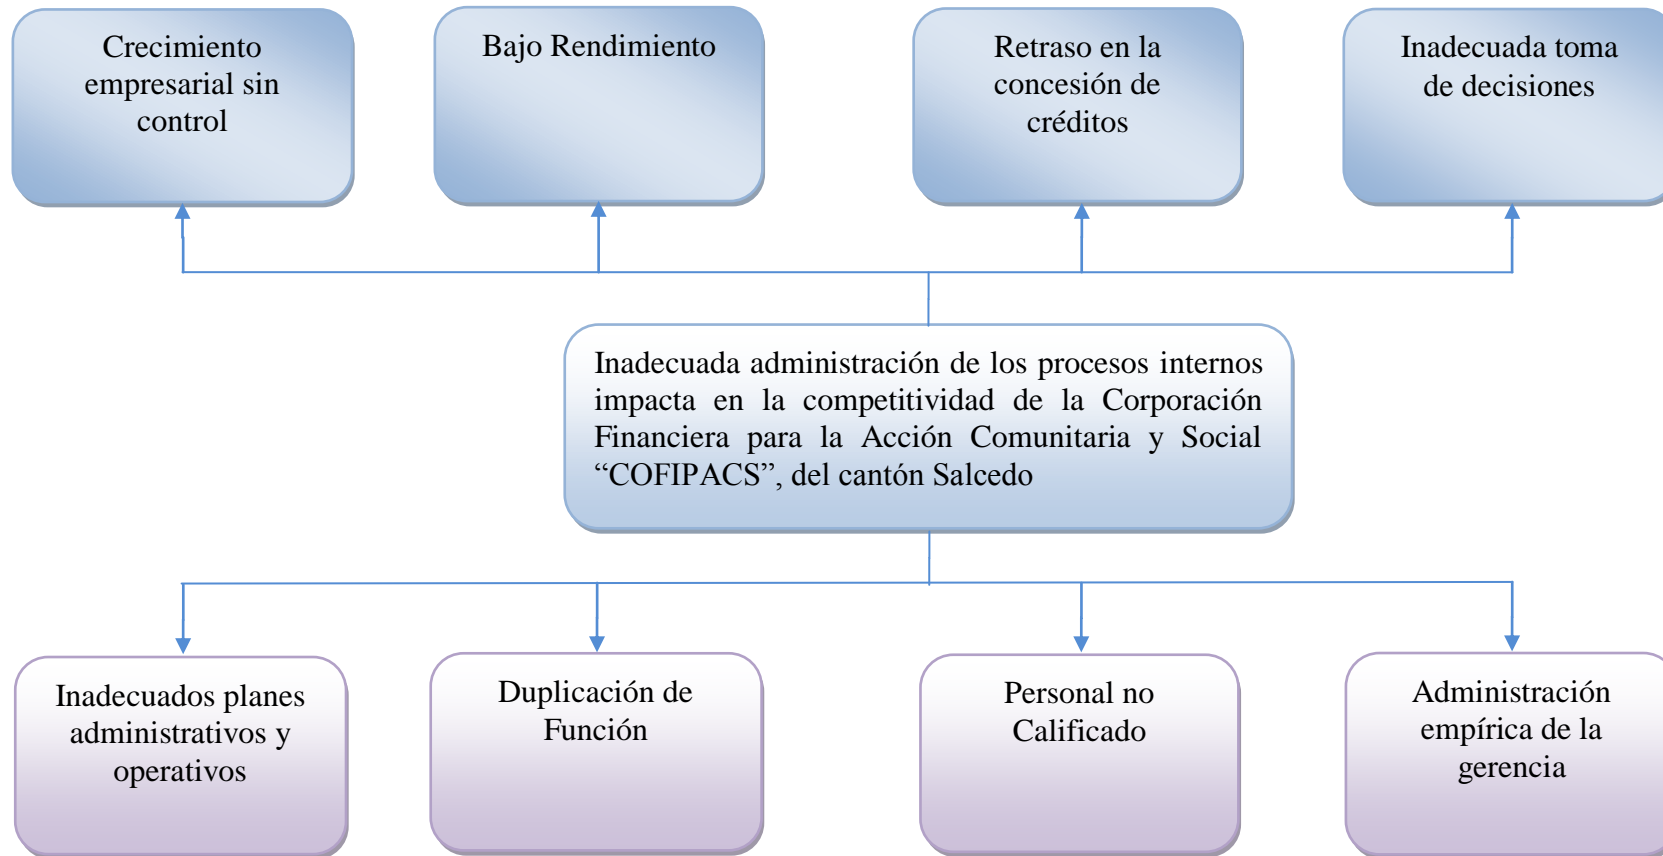 Crecimiento
empresarial sin
control
Bajo Rendimiento
Retraso en la
concesión de
créditos
Inadecuada toma
de decisiones
Inadecuada administración de los procesos internos
impacta en la competitividad de la Corporación
Financiera para la Acción Comunitaria y Social
“COFIPACS”, del cantón Salcedo
Inadecuados planes
administrativos y
operativos
Duplicación de
Función
Personal no
Calificado
Administración
empírica de la
gerencia